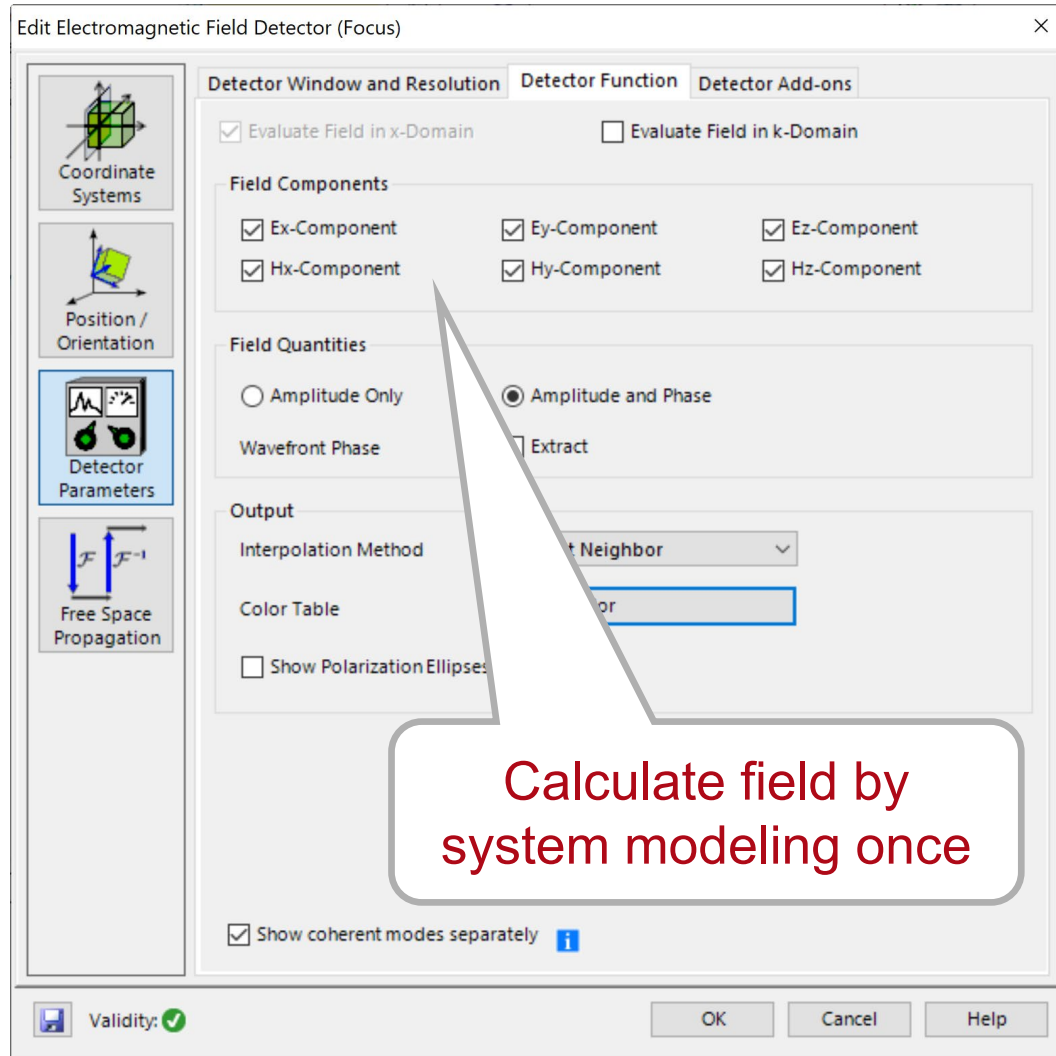 Edit Electromagnetic Field Detector (Focus)
Coordinate
Systems
Position /
Orientation
Detector
Parameters
ℱ ℱ⁻¹
Free Space
Propagation
Detector Window and Resolution Detector Function Detector Add-ons
Evaluate Field in x-Domain Evaluate Field in k-Domain
Field Components
Ex-Component Ey-Component Ez-Component
Hx-Component Hy-Component Hz-Component
Field Quantities
Amplitude Only Amplitude and Phase
Wavefront Phase Extract
Output
Interpolation Method t Neighbor
Color Table or
Show Polarization Ellipses
Calculate field by
system modeling once
Show coherent modes separately i
Validity: OK Cancel Help